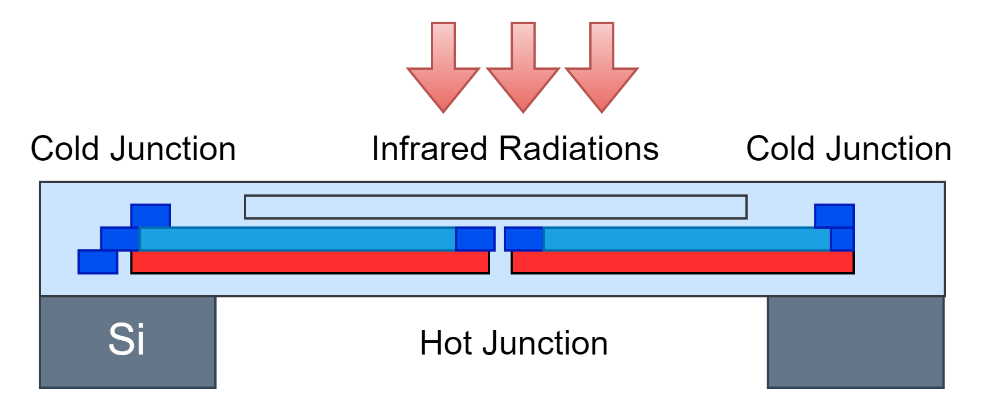 Cold Junction
Infrared Radiations
Cold Junction
Si
Hot Junction